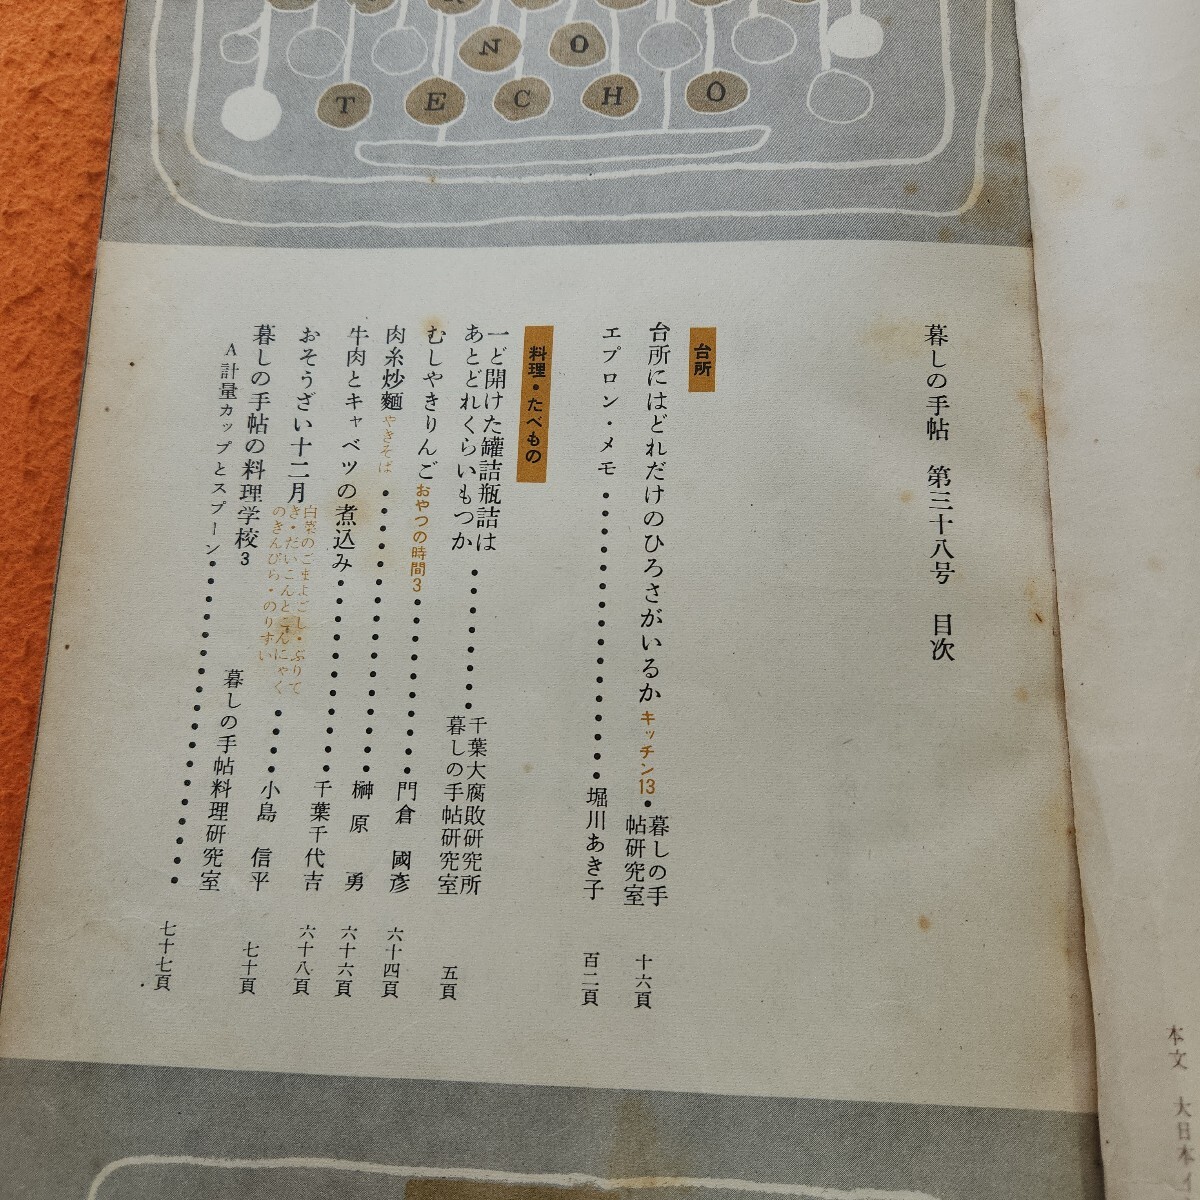 NO
TECHO
暮しの手帖 第三十八号 目次
台所
台所にはどれだけのひろさがいるか キッチン13・暮しの手帖研究室 十六頁
エプロン・メモ・・・・・・・・・・・・・・・・堀川あき子 百二頁
料理・たべもの
一ど開けた罐詰瓶詰は
あとどれくらいもつか・・・・・・・・千葉大腐敗研究所
暮しの手帖研究室 五頁
むしやきりんご おやつの時間3・・・・・・・・・・門倉 國彦 六十四頁
肉糸炒麵 やきそば・・・・・・・・・・・・・・・・榊原 勇 六十六頁
牛肉とキャベツの煮込み・・・・・・・・・・・千葉千代吉 六十八頁
おそうざい十二月 白菜のごまよごし・ぶりて
き・だいこんとこんにゃく
のきんぴら・のりすい・・・・小島 信平 七十頁
暮しの手帖の料理学校3 暮しの手帖料理研究室
A計量カップとスプーン・・・・・・・・・・・・・・・・七十七頁
本文 大日本